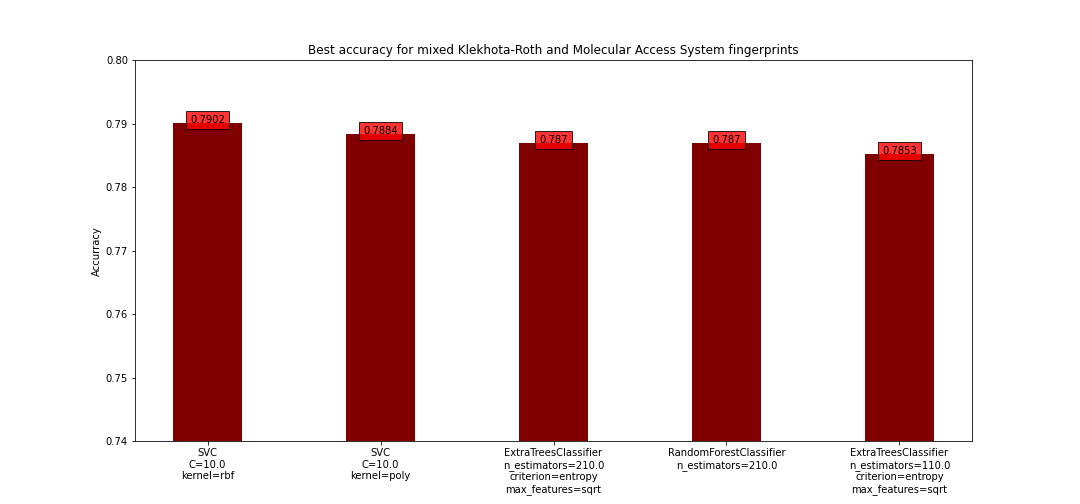 Best accuracy for mixed Klekhota-Roth and Molecular Access System fingerprints
Accurracy
0.80
0.79
0.78
0.77
0.76
0.75
0.74
0.7902
0.7884
0.787
0.787
0.7853
SVC
C=10.0
kernel=rbf
SVC
C=10.0
kernel=poly
ExtraTreesClassifier
n_estimators=210.0
criterion=entropy
max_features=sqrt
RandomForestClassifier
n_estimators=210.0
ExtraTreesClassifier
n_estimators=110.0
criterion=entropy
max_features=sqrt